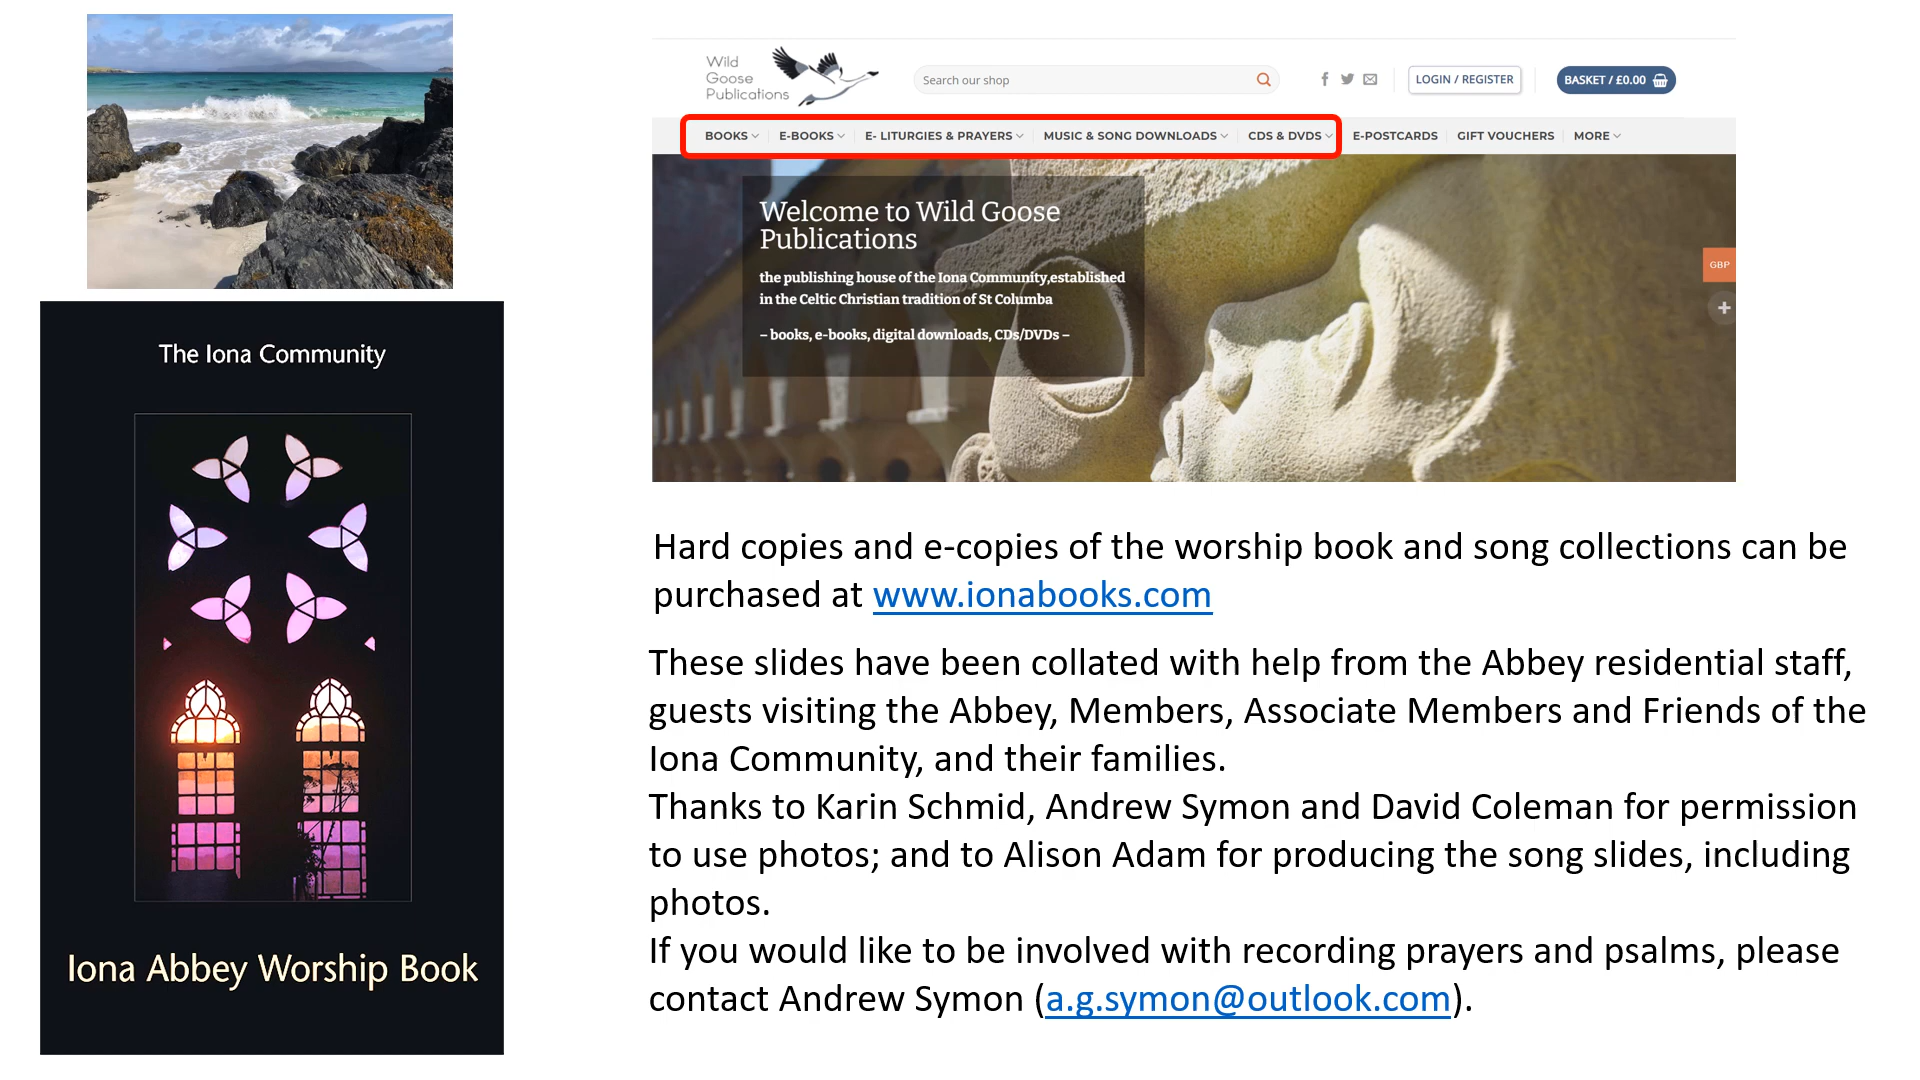 The Iona Community
Iona Abbey Worship Book
Wild
Goose
Publications
Search our shop
LOGIN / REGISTER
BASKET / £0.00
BOOKS
E-BOOKS
E- LITURGIES & PRAYERS
MUSIC & SONG DOWNLOADS
CDS & DVDS
E-POSTCARDS
GIFT VOUCHERS
MORE
Welcome to Wild Goose
Publications
the publishing house of the Iona Community,established
in the Celtic Christian tradition of St Columba
– books, e-books, digital downloads, CDs/DVDs –
GBP
Hard copies and e-copies of the worship book and song collections can be
purchased at www.ionabooks.com
These slides have been collated with help from the Abbey residential staff,
guests visiting the Abbey, Members, Associate Members and Friends of the
Iona Community, and their families.
Thanks to Karin Schmid, Andrew Symon and David Coleman for permission
to use photos; and to Alison Adam for producing the song slides, including
photos.
If you would like to be involved with recording prayers and psalms, please
contact Andrew Symon (a.g.symon@outlook.com).